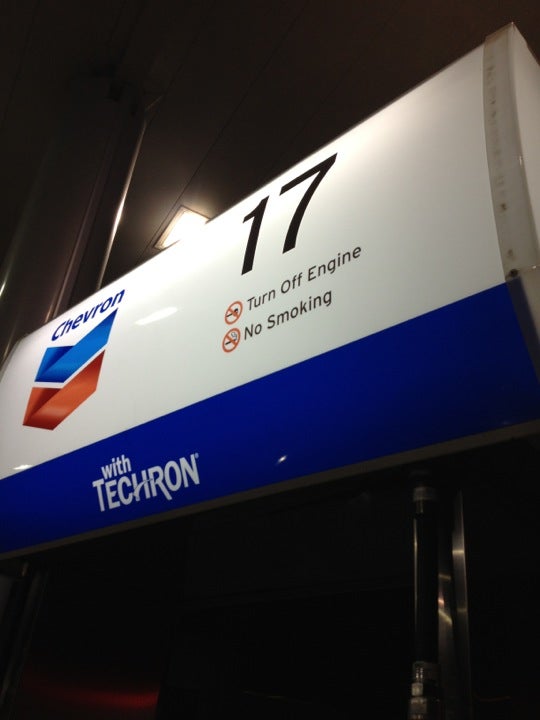 17
Turn Off Engine
No Smoking
Chevron
with
TECHRON®